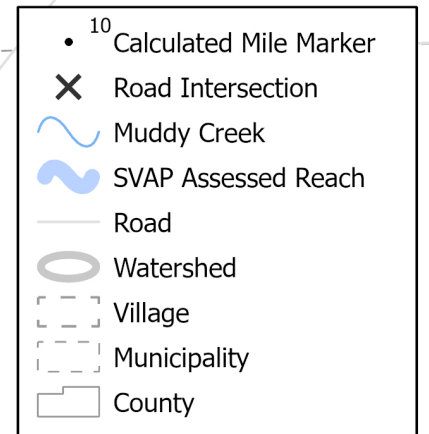 10
Calculated Mile Marker
Road Intersection
Muddy Creek
SVAP Assessed Reach
Road
Watershed
Village
Municipality
County